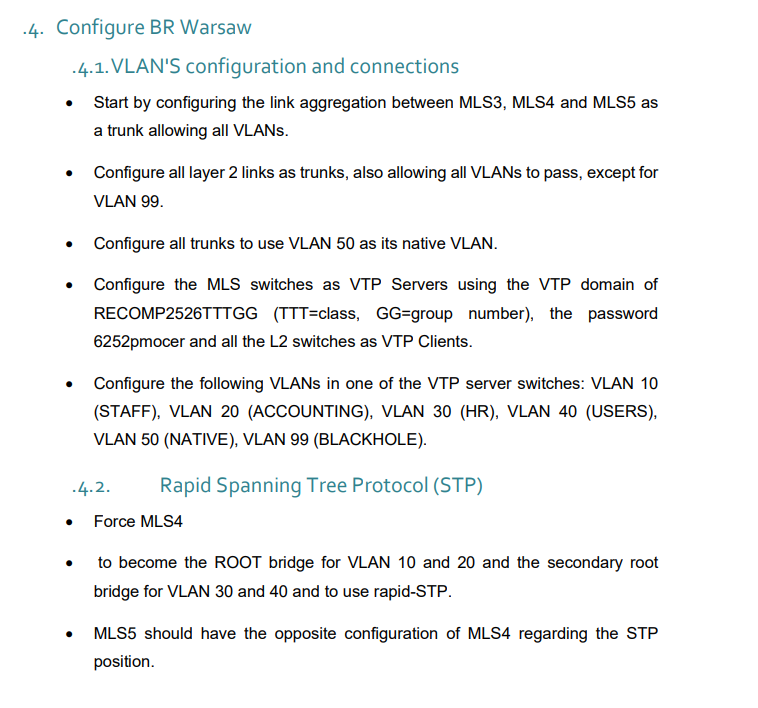 .4. Configure BR Warsaw
.4.1.VLAN'S configuration and connections
• Start by configuring the link aggregation between MLS3, MLS4 and MLS5 as
a trunk allowing all VLANs.
• Configure all layer 2 links as trunks, also allowing all VLANs to pass, except for
VLAN 99.
• Configure all trunks to use VLAN 50 as its native VLAN.
• Configure the MLS switches as VTP Servers using the VTP domain of
RECOMP2526TTTGG (TTT=class, GG=group number), the password
6252pmocer and all the L2 switches as VTP Clients.
• Configure the following VLANs in one of the VTP server switches: VLAN 10
(STAFF), VLAN 20 (ACCOUNTING), VLAN 30 (HR), VLAN 40 (USERS),
VLAN 50 (NATIVE), VLAN 99 (BLACKHOLE).
.4.2. Rapid Spanning Tree Protocol (STP)
• Force MLS4
• to become the ROOT bridge for VLAN 10 and 20 and the secondary root
bridge for VLAN 30 and 40 and to use rapid-STP.
• MLS5 should have the opposite configuration of MLS4 regarding the STP
position.